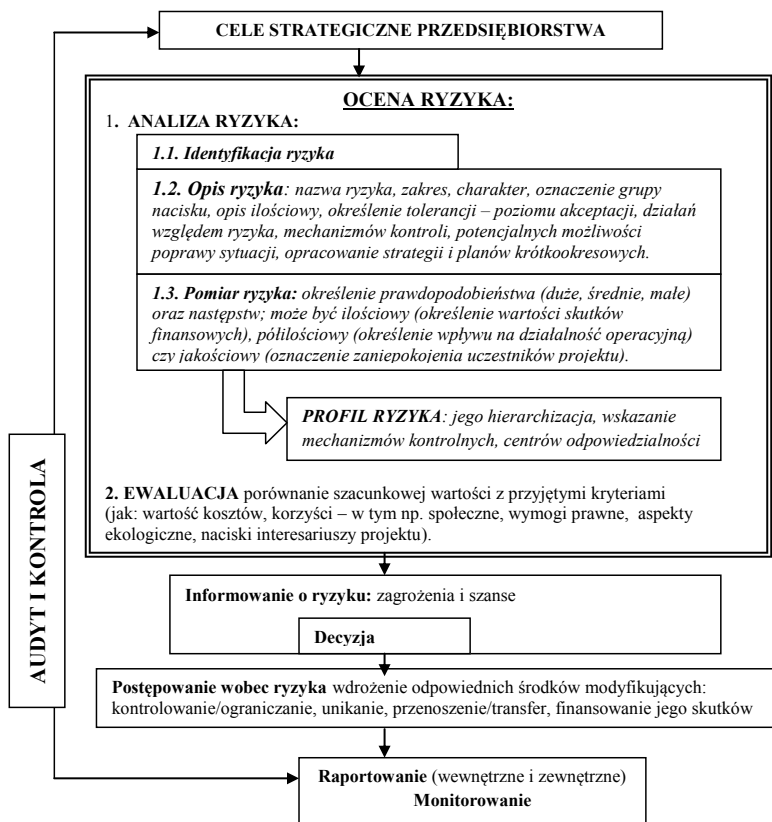 CELE STRATEGICZNE PRZEDSIĘBIORSTWA
OCENA RYZYKA:
1. ANALIZA RYZYKA:
1.1. Identyfikacja ryzyka
1.2. Opis ryzyka: nazwa ryzyka, zakres, charakter, oznaczenie grupy
nacisku, opis ilościowy, określenie tolerancji – poziomu akceptacji, działań
względem ryzyka, mechanizmów kontroli, potencjalnych możliwości
poprawy sytuacji, opracowanie strategii i planów krótkookresowych.
1.3. Pomiar ryzyka: określenie prawdopodobieństwa (duże, średnie, małe)
oraz następstw; może być ilościowy (określenie wartości skutków
finansowych), półilościowy (określenie wpływu na działalność operacyjną)
czy jakościowy (oznaczenie zaniepokojenia uczestników projektu).
PROFIL RYZYKA: jego hierarchizacja, wskazanie
mechanizmów kontrolnych, centrów odpowiedzialności
2. EWALUACJA porównanie szacunkowej wartości z przyjętymi kryteriami
(jak: wartość kosztów, korzyści – w tym np. społeczne, wymogi prawne, aspekty
ekologiczne, naciski interesariuszy projektu).
AUDYT I KONTROLA
Informowanie o ryzyku: zagrożenia i szanse
Decyzja
Postępowanie wobec ryzyka wdrożenie odpowiednich środków modyfikujących:
kontrolowanie/ograniczanie, unikanie, przenoszenie/transfer, finansowanie jego skutków
Raportowanie (wewnętrzne i zewnętrzne)
Monitorowanie